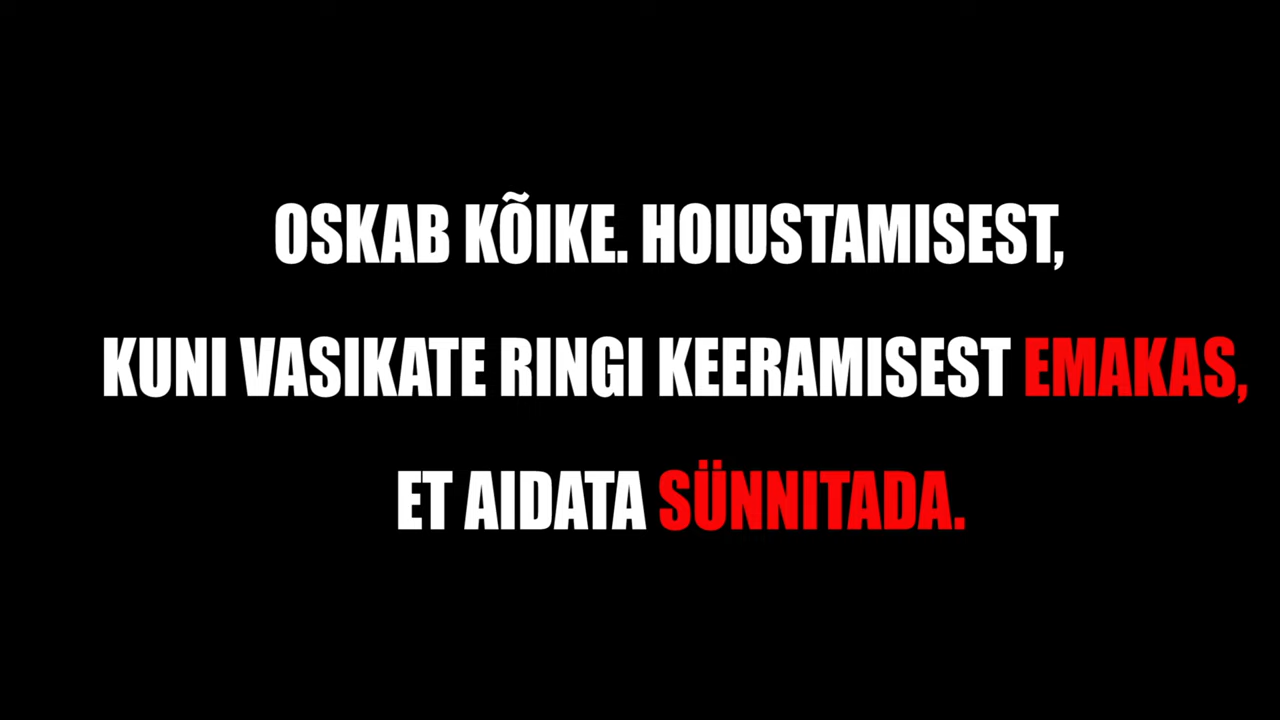 OSKAB KÕIKE. HOIUSTAMISEST,
KUNI VASIKATE RINGI KEERAMISEST EMAKAS,
ET AIDATA SÜNNITADA.